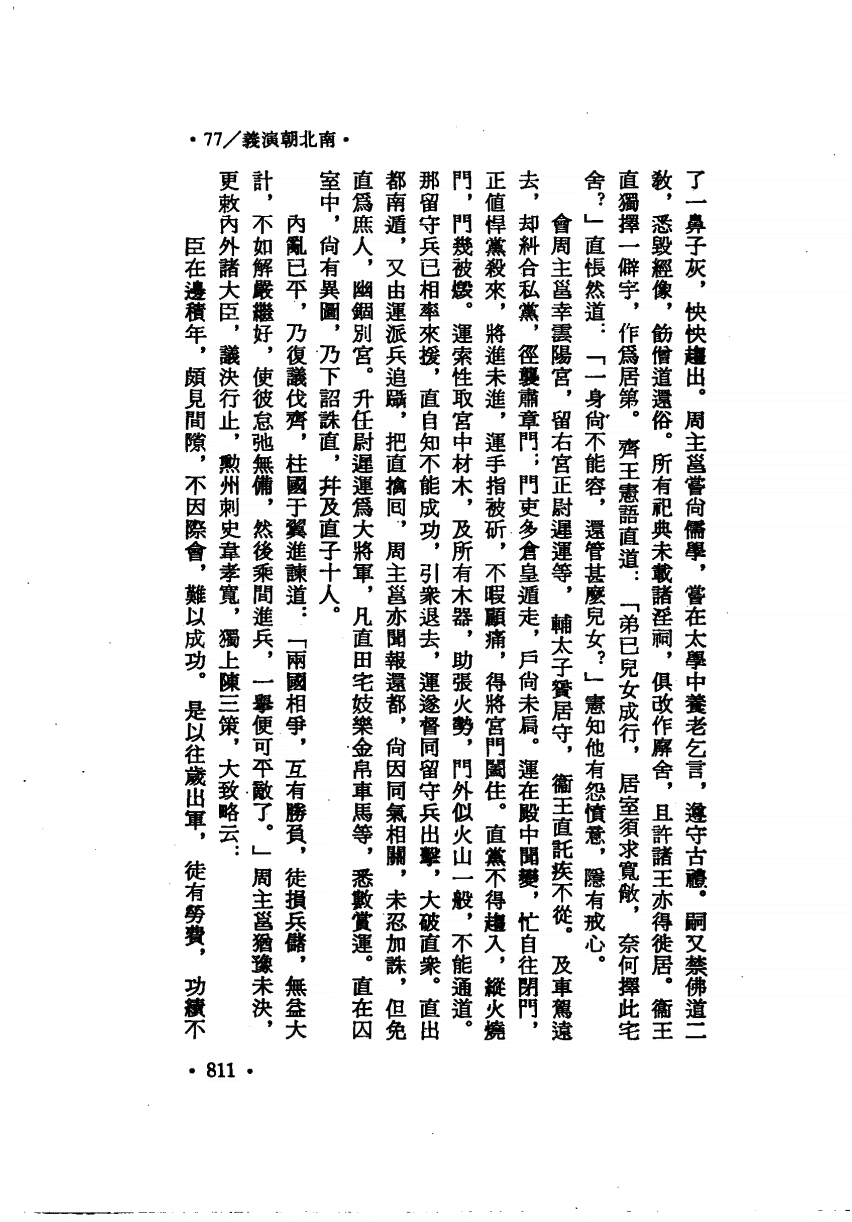 •77/義演朝北南•
了一鼻子灰，怏怏趨出。周主邕嘗尙儒學，嘗在太學中養老乞言，遵守古禮。嗣又禁佛道二
敎，悉毀經像，飭僧道還俗。所有祀典未載諸淫祠，俱改作廨舍，且許諸王亦得徙居。衞王
直獨擇一僻宇，作爲居第。齊王憲語直道：「弟已兒女成行，居室須求寬敞，奈何擇此宅
舍？」直悵然道：「一身尙不能容，還管甚麼兒女？」憲知他有怨憤意，隱有戒心。
會周主邕幸雲陽宮，留右宮正尉遲運等，輔太子贇居守，衞王直託疾不從。及車駕遠
去，却糾合私黨，徑襲肅章門；門吏多倉皇遁走，戶尙未扃。運在殿中聞變，忙自往閉門，
正值悍黨殺來，將進未進，運手指被斫，不暇顧痛，得將宮門闔住。直黨不得趨入，縱火燒
門，門幾被燬。運索性取宮中材木，及所有木器，助張火勢，門外似火山一般，不能通道。
那留守兵已相率來援，直自知不能成功，引衆退去，運遂督同留守兵出擊，大破直衆。直出
都南遁，又由運派兵追躡，把直擒回，周主邕亦聞報還都，尙因同氣相關，未忍加誅，但免
直爲庶人，幽錮別宮。升任尉遲運爲大將軍，凡直田宅妓樂金帛車馬等，悉數賞運。直在囚
室中，尙有異圖，乃下詔誅直，幷及直子十人。
內亂已平，乃復議伐齊，柱國于翼進諫道：「兩國相爭，互有勝負，徒損兵儲，無益大
計，不如解嚴繼好，使彼怠弛無備，然後乘間進兵，一擧便可平敵了。」周主邕猶豫未決，
更敕內外諸大臣，議決行止，勳州刺史韋孝寬，獨上陳三策，大致略云：
臣在邊積年，頗見間隙，不因際會，難以成功。是以往歲出軍，徒有勞費，功績不
•811•